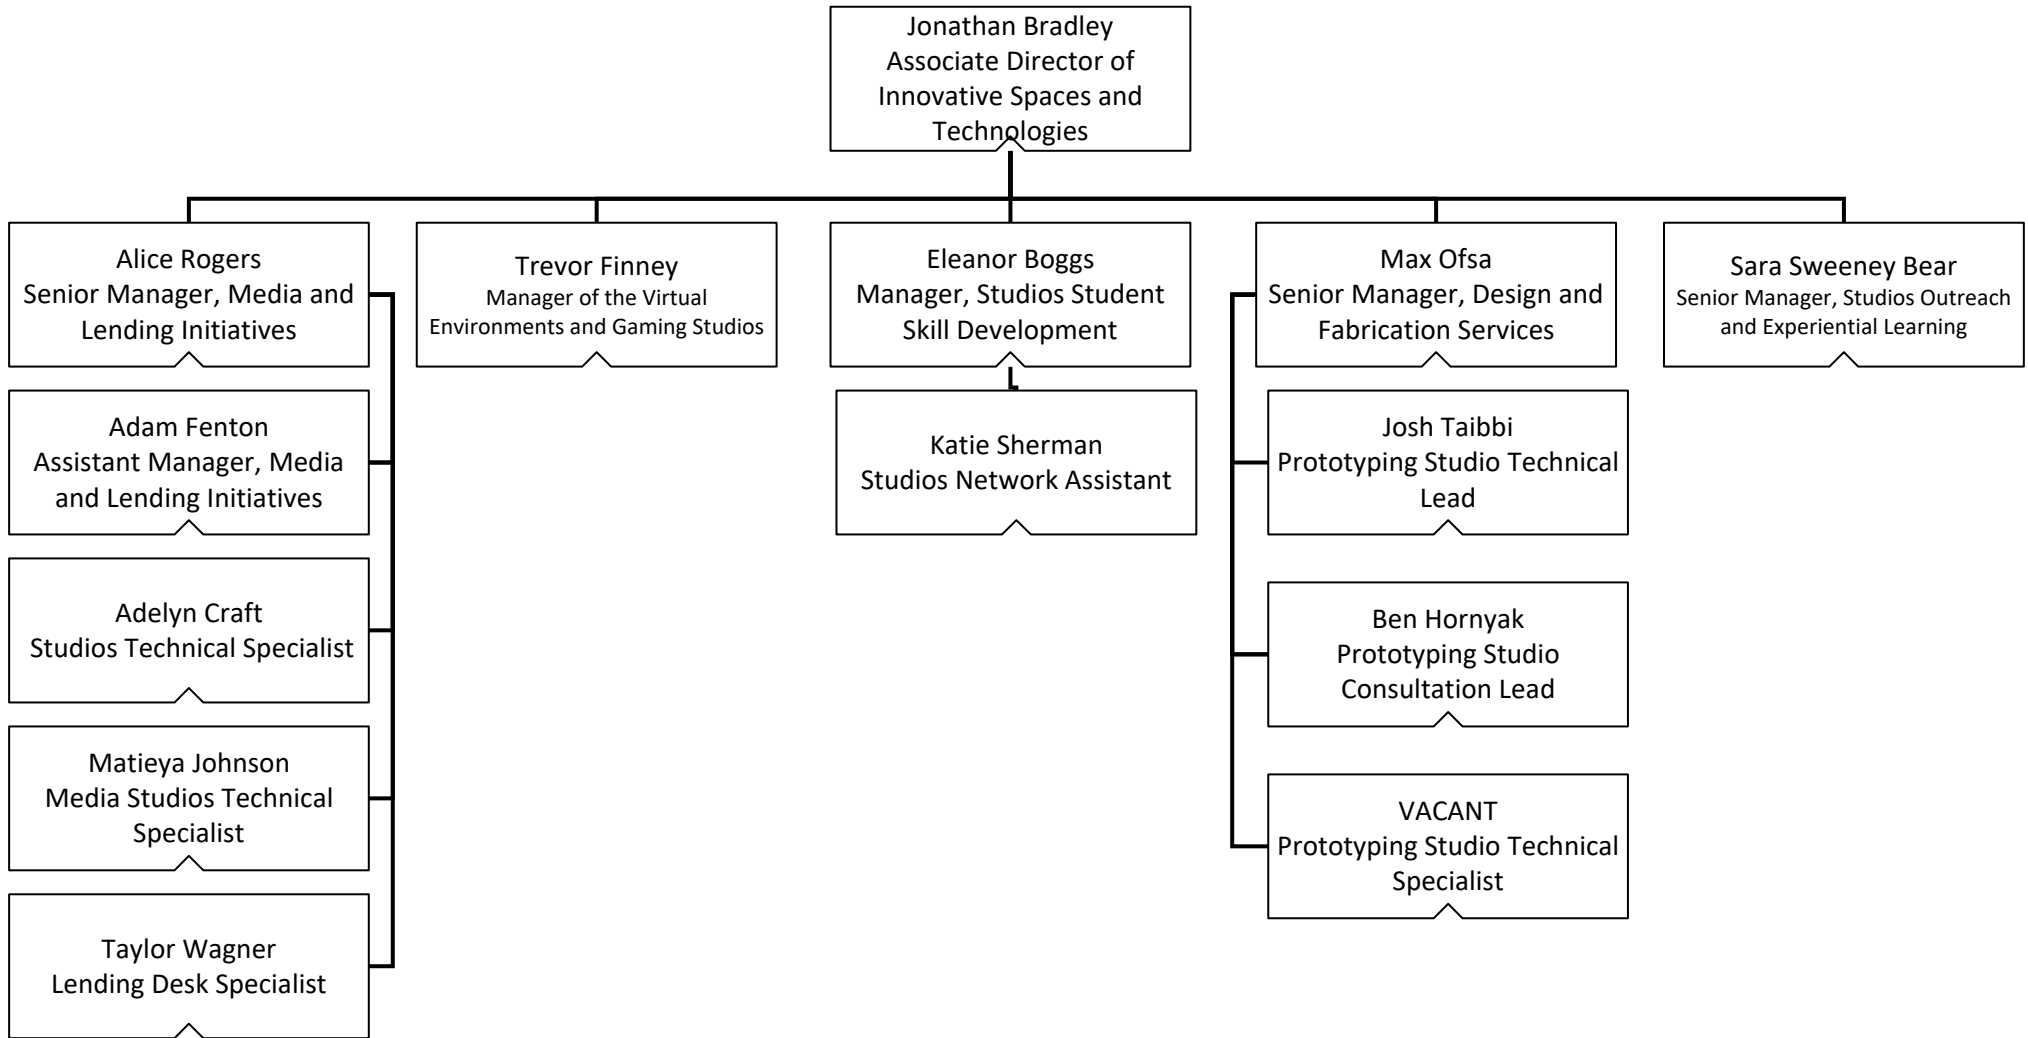 Jonathan Bradley
Associate Director of
Innovative Spaces and
Technologies
Alice Rogers
Senior Manager, Media and
Lending Initiatives
Trevor Finney
Manager of the Virtual
Environments and Gaming Studios
Eleanor Boggs
Manager, Studios Student
Skill Development
Max Ofsa
Senior Manager, Design and
Fabrication Services
Sara Sweeney Bear
Senior Manager, Studios Outreach
and Experiential Learning
Adam Fenton
Assistant Manager, Media
and Lending Initiatives
Katie Sherman
Studios Network Assistant
Josh Taibbi
Prototyping Studio Technical
Lead
Adelyn Craft
Studios Technical Specialist
Ben Hornyak
Prototyping Studio
Consultation Lead
Matieya Johnson
Media Studios Technical
Specialist
VACANT
Prototyping Studio Technical
Specialist
Taylor Wagner
Lending Desk Specialist